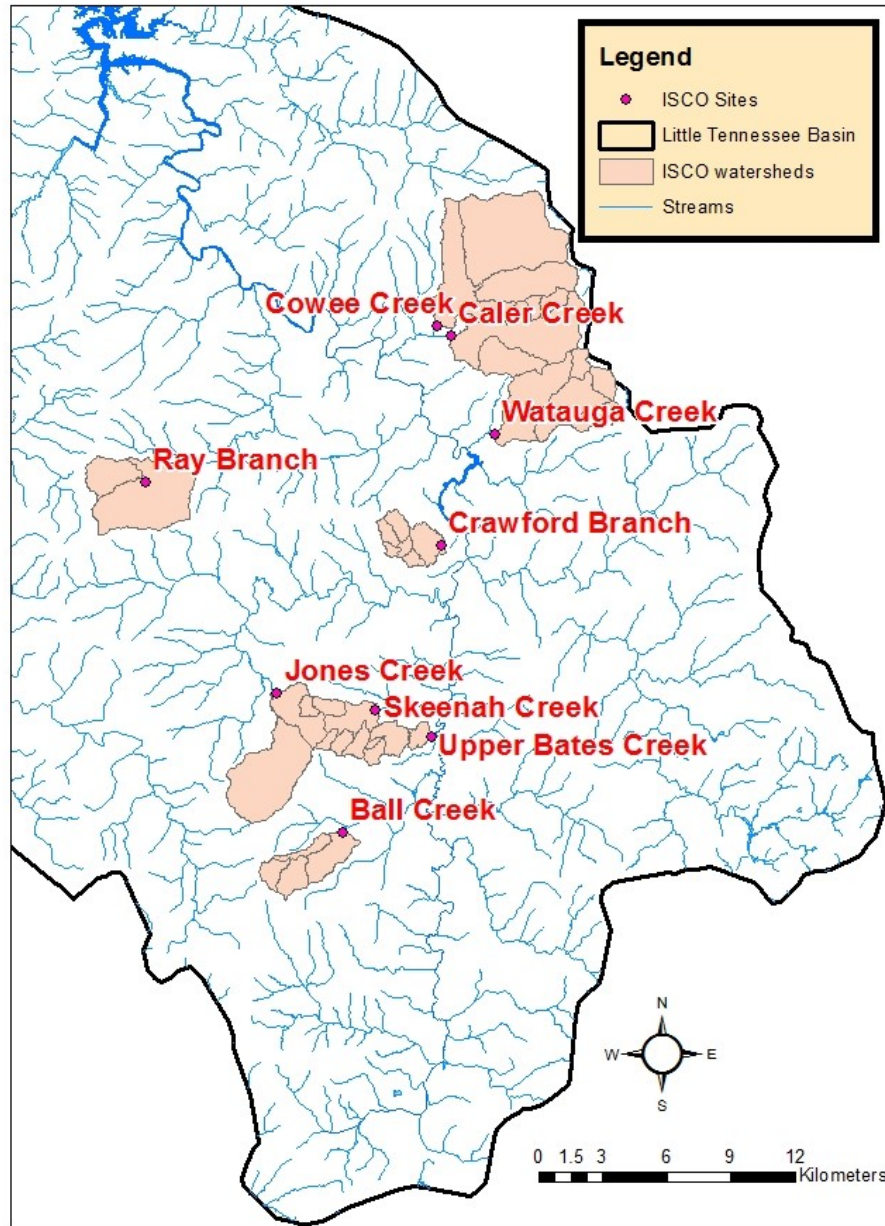 Legend
ISCO Sites
Little Tennessee Basin
ISCO watersheds
Streams
Cowee Creek
Caler Creek
Watauga Creek
Ray Branch
Crawford Branch
Jones Creek
Skeenah Creek
Upper Bates Creek
Ball Creek
N
W E
S
0 1.5 3 6 9 12
Kilometers